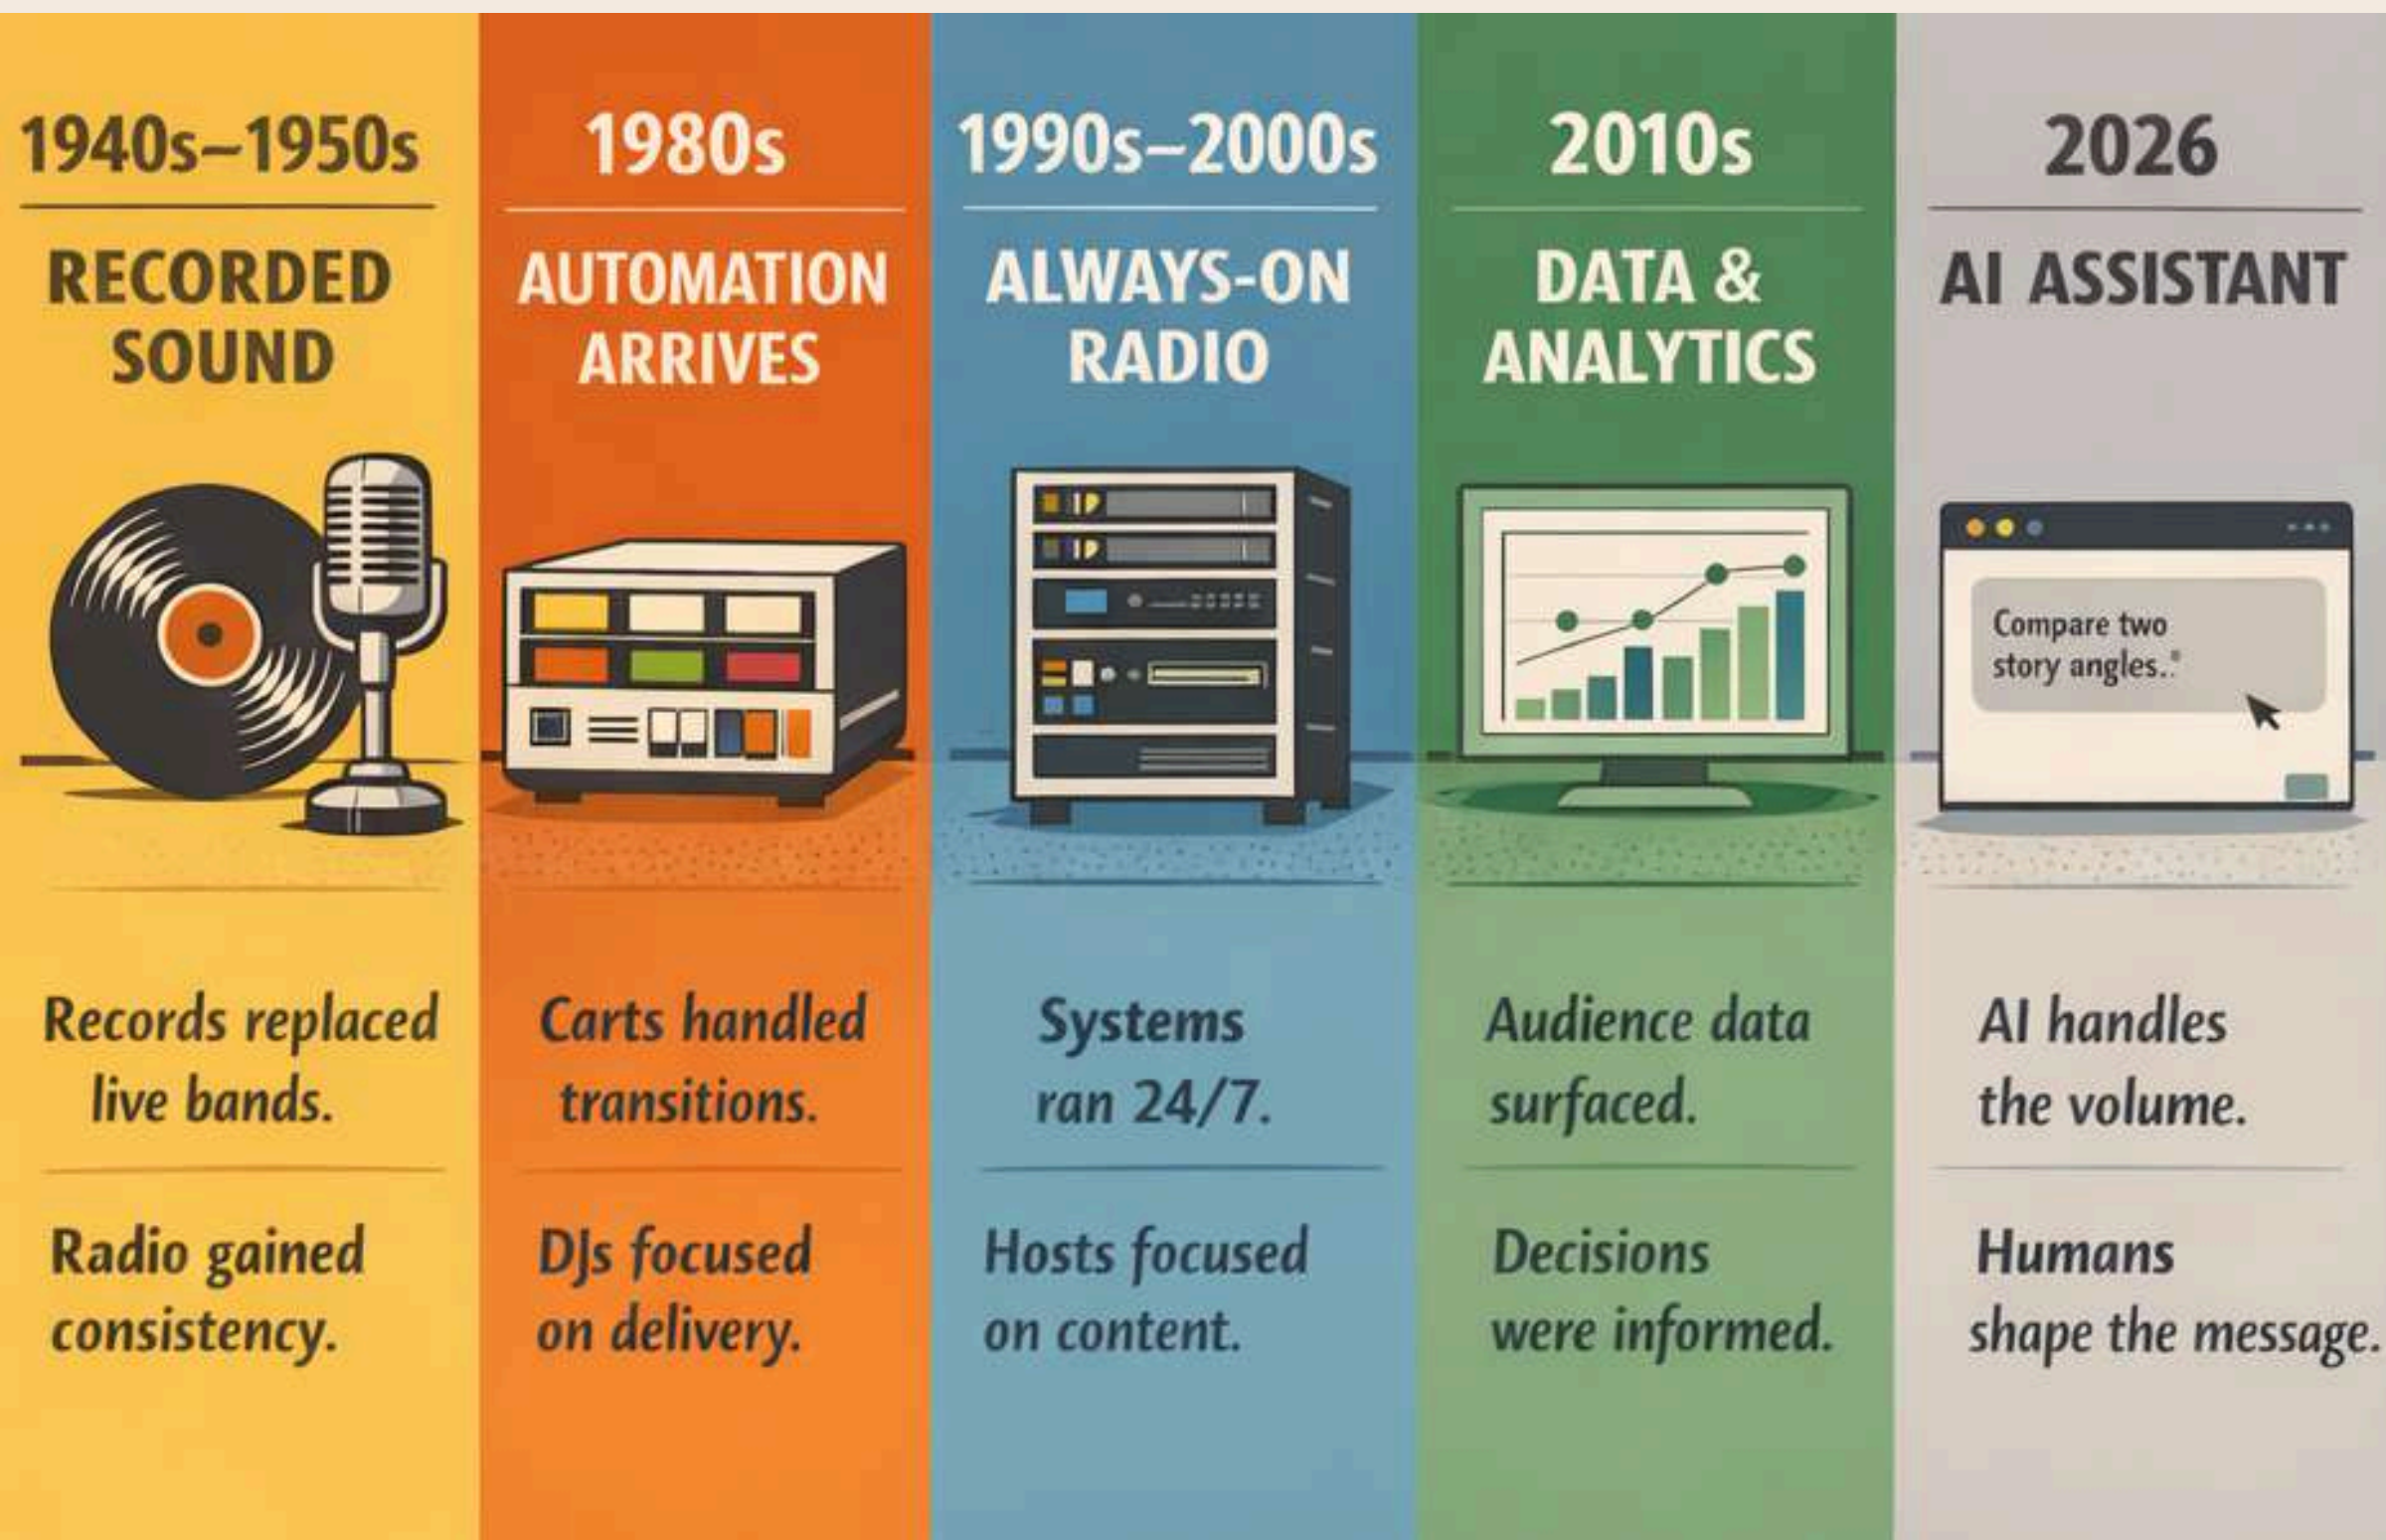 1940s–1950s
RECORDED
SOUND
Records replaced
live bands.
Radio gained
consistency.
1980s
AUTOMATION
ARRIVES
Carts handled
transitions.
DJs focused
on delivery.
1990s–2000s
ALWAYS-ON
RADIO
Systems
ran 24/7.
Hosts focused
on content.
2010s
DATA &
ANALYTICS
Audience data
surfaced.
Decisions
were informed.
2026
AI ASSISTANT
Compare two
story angles..
AI handles
the volume.
Humans
shape the message.